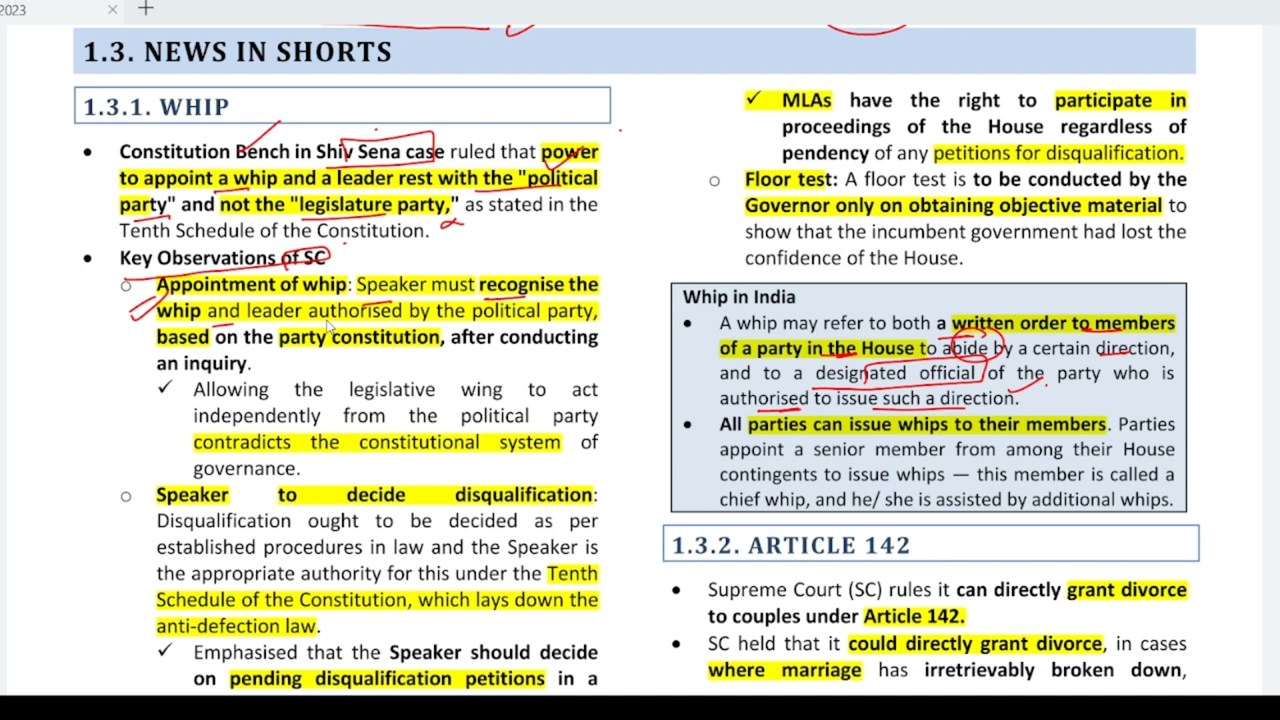 2023
1.3. NEWS IN SHORTS
1.3.1. WHIP
• Constitution Bench in Shiv Sena case ruled that power
to appoint a whip and a leader rest with the "political
party" and not the "legislature party," as stated in the
Tenth Schedule of the Constitution.
• Key Observations of SC
o Appointment of whip: Speaker must recognise the
whip and leader authorised by the political party,
based on the party constitution, after conducting
an inquiry.
✓ Allowing the legislative wing to act
independently from the political party
contradicts the constitutional system of
governance.
o Speaker to decide disqualification:
Disqualification ought to be decided as per
established procedures in law and the Speaker is
the appropriate authority for this under the Tenth
Schedule of the Constitution, which lays down the
anti-defection law.
✓ Emphasised that the Speaker should decide
on pending disqualification petitions in a
✓ MLAs have the right to participate in
proceedings of the House regardless of
pendency of any petitions for disqualification.
o Floor test: A floor test is to be conducted by the
Governor only on obtaining objective material to
show that the incumbent government had lost the
confidence of the House.
Whip in India
• A whip may refer to both a written order to members
of a party in the House to abide by a certain direction,
and to a designated official of the party who is
authorised to issue such a direction.
• All parties can issue whips to their members. Parties
appoint a senior member from among their House
contingents to issue whips — this member is called a
chief whip, and he/ she is assisted by additional whips.
1.3.2. ARTICLE 142
• Supreme Court (SC) rules it can directly grant divorce
to couples under Article 142.
• SC held that it could directly grant divorce, in cases
where marriage has irretrievably broken down,